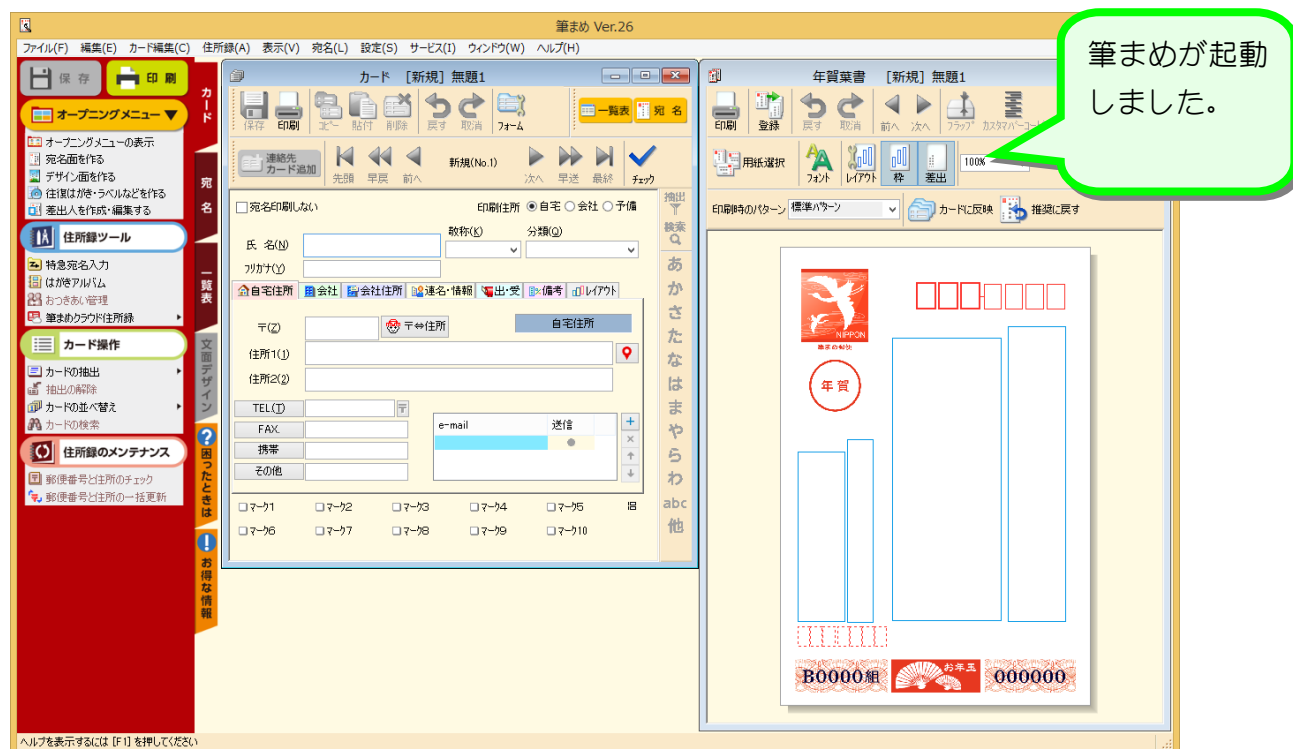 筆まめ Ver.26
ファイル(F) 編集(E) カード編集(C) 住所録(A) 表示(V) 宛名(L) 設定(S) サービス(I) ウィンドウ(W) ヘルプ(H)
筆まめが起動
しました。
保存 印刷
オープニングメニュー▼
オープニングメニューの表示
宛名面を作る
デザイン面を作る
往復はがき・ラベルなどを作る
差出人を作成・編集する
住所録ツール
特急宛名入力
はがきアルバム
おつきあい管理
筆まめクラウド住所録
カード操作
カードの抽出
抽出の解除
カードの並べ替え
カードの検索
住所録のメンテナンス
郵便番号と住所のチェック
郵便番号と住所の一括更新
カード
宛名
一覧表
文面デザイン
困ったときは
お得な情報
カード [新規] 無題1
保存 印刷 コピー 貼付 削除 戻す 取消 フォーム 一覧表 宛名
連絡先
カード追加
先頭 早戻 前へ 新規(No.1) 次へ 早送 最終 チェック
宛名印刷しない 印刷住所 自宅 会社 予備
敬称(K) 分類(Q)
氏 名(N)
フリガナ(Y)
自宅住所 会社 会社住所 連名・情報 出・受 備考 レイアウト
〒(Z) 〒⇔住所 自宅住所
住所1(1)
住所2(2)
TEL(T) 〒
FAX.
携帯
その他
e-mail 送信
マーク1 マーク2 マーク3 マーク4 マーク5 旧
マーク6 マーク7 マーク8 マーク9 マーク10
抽出
検索
あ
か
さ
た
な
は
ま
や
ら
わ
abc
他
年賀葉書 [新規] 無題1
印刷 登録 戻す 取消 前へ 次へ フラップ カスタマバーコード
用紙選択 フォント レイアウト 枠 差出 100%
印刷時のパターン 標準パターン カードに反映 推奨に戻す
NIPPON
年賀
B0000組 お年玉 000000
ヘルプを表示するには [F1] を押してください